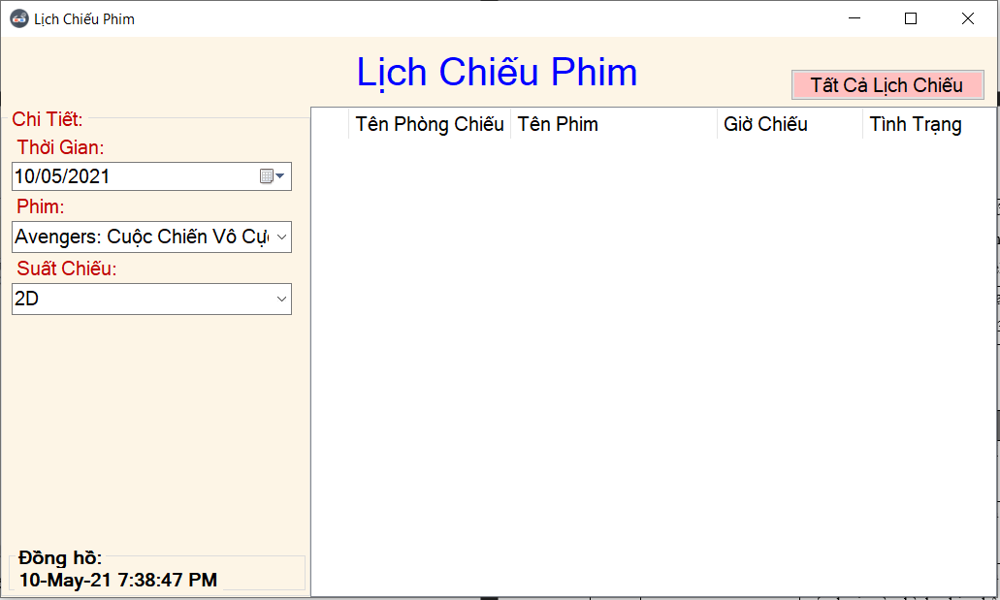 Lịch Chiếu Phim
Lịch Chiếu Phim
Tất Cả Lịch Chiếu
Chi Tiết:
Thời Gian:
10/05/2021
Phim:
Avengers: Cuộc Chiến Vô Cực
Suất Chiếu:
2D
Tên Phòng Chiếu Tên Phim Giờ Chiếu Tình Trạng
Đồng hồ:
10-May-21 7:38:47 PM